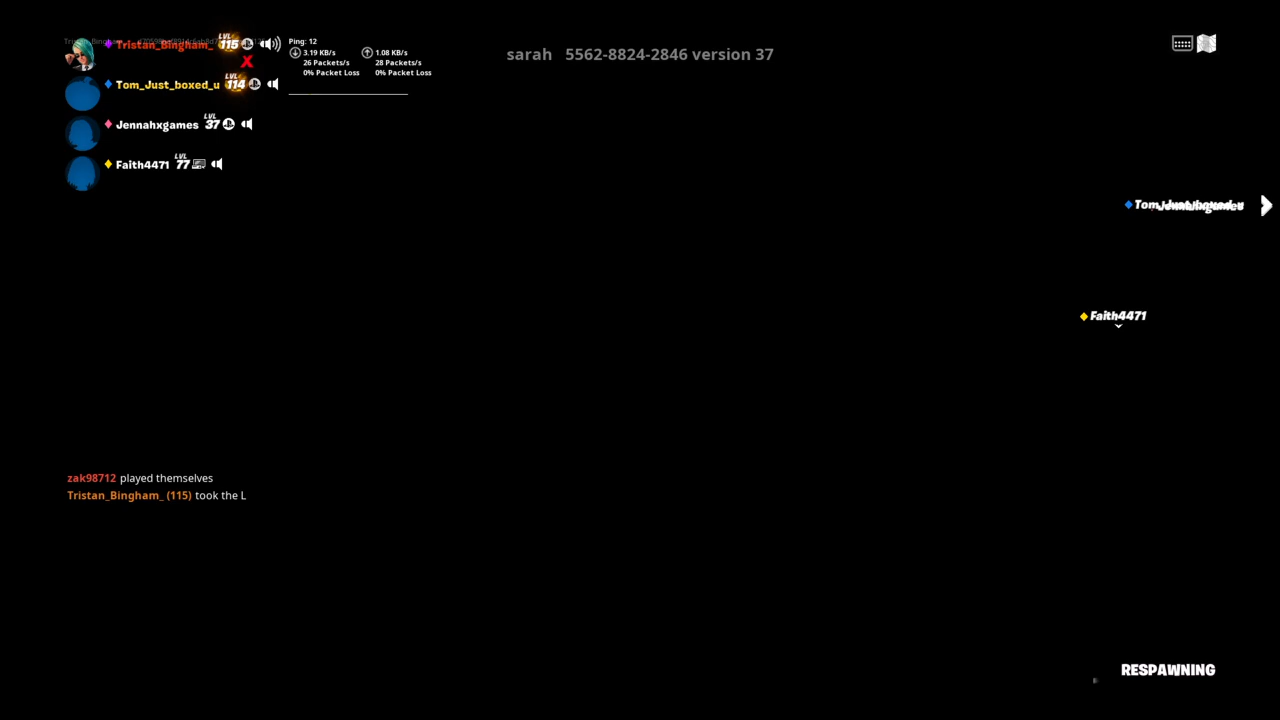 Tristan_Bingham_ LVL 115
Ping: 12
3.19 KB/s 1.08 KB/s
26 Packets/s 28 Packets/s
0% Packet Loss 0% Packet Loss
sarah 5562-8824-2846 version 37
X
Tom_Just_boxed_u LVL 114
Jennahxgames LVL 37
Faith4471 LVL 77
Tom_Just_boxed_u
Jennahxgames
Faith4471
zak98712 played themselves
Tristan_Bingham_ (115) took the L
RESPAWNING